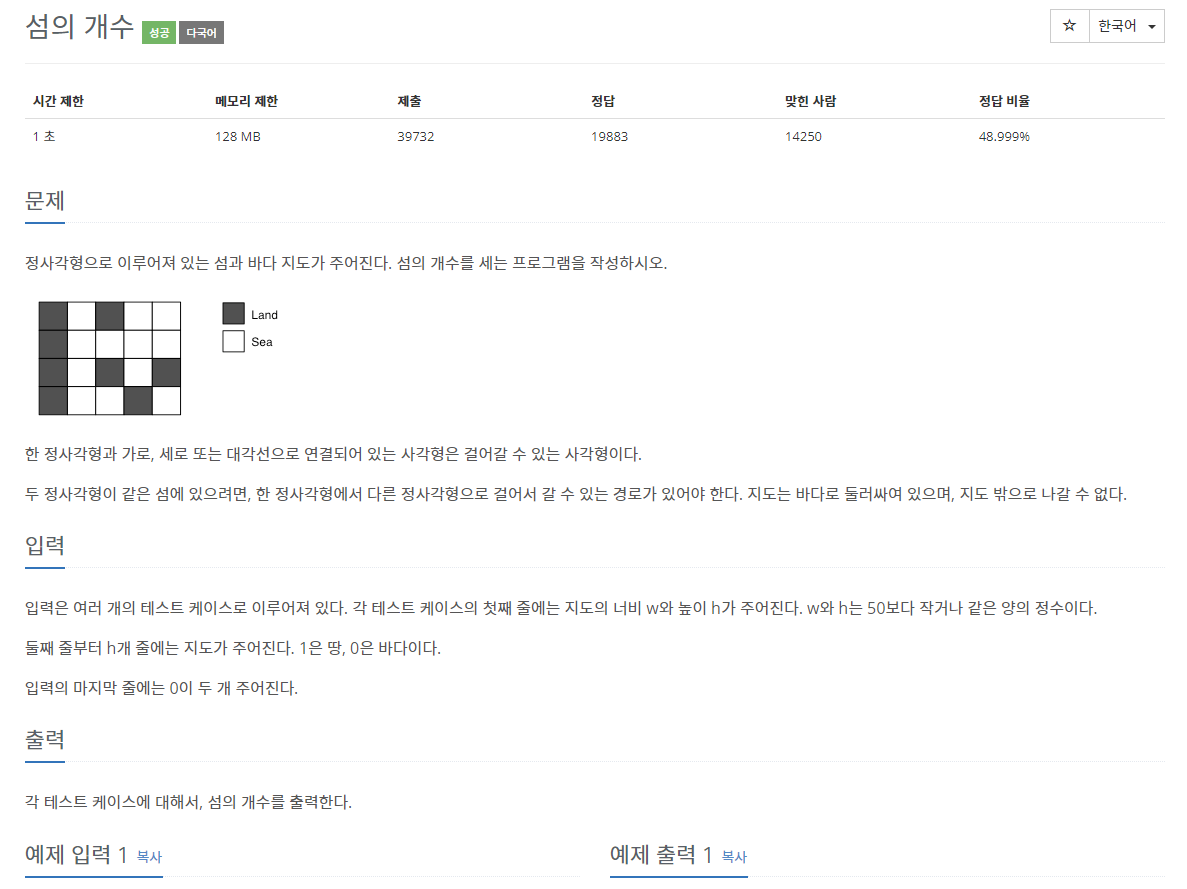 섬의 개수 성공 다국어
☆ 한국어
시간 제한 메모리 제한 제출 정답 맞힌 사람 정답 비율
1 초 128 MB 39732 19883 14250 48.999%
문제
정사각형으로 이루어져 있는 섬과 바다 지도가 주어진다. 섬의 개수를 세는 프로그램을 작성하시오.
Land
Sea
한 정사각형과 가로, 세로 또는 대각선으로 연결되어 있는 사각형은 걸어갈 수 있는 사각형이다.
두 정사각형이 같은 섬에 있으려면, 한 정사각형에서 다른 정사각형으로 걸어서 갈 수 있는 경로가 있어야 한다. 지도는 바다로 둘러싸여 있으며, 지도 밖으로 나갈 수 없다.
입력
입력은 여러 개의 테스트 케이스로 이루어져 있다. 각 테스트 케이스의 첫째 줄에는 지도의 너비 w와 높이 h가 주어진다. w와 h는 50보다 작거나 같은 양의 정수이다.
둘째 줄부터 h개 줄에는 지도가 주어진다. 1은 땅, 0은 바다이다.
입력의 마지막 줄에는 0이 두 개 주어진다.
출력
각 테스트 케이스에 대해서, 섬의 개수를 출력한다.
예제 입력 1 복사
예제 출력 1 복사